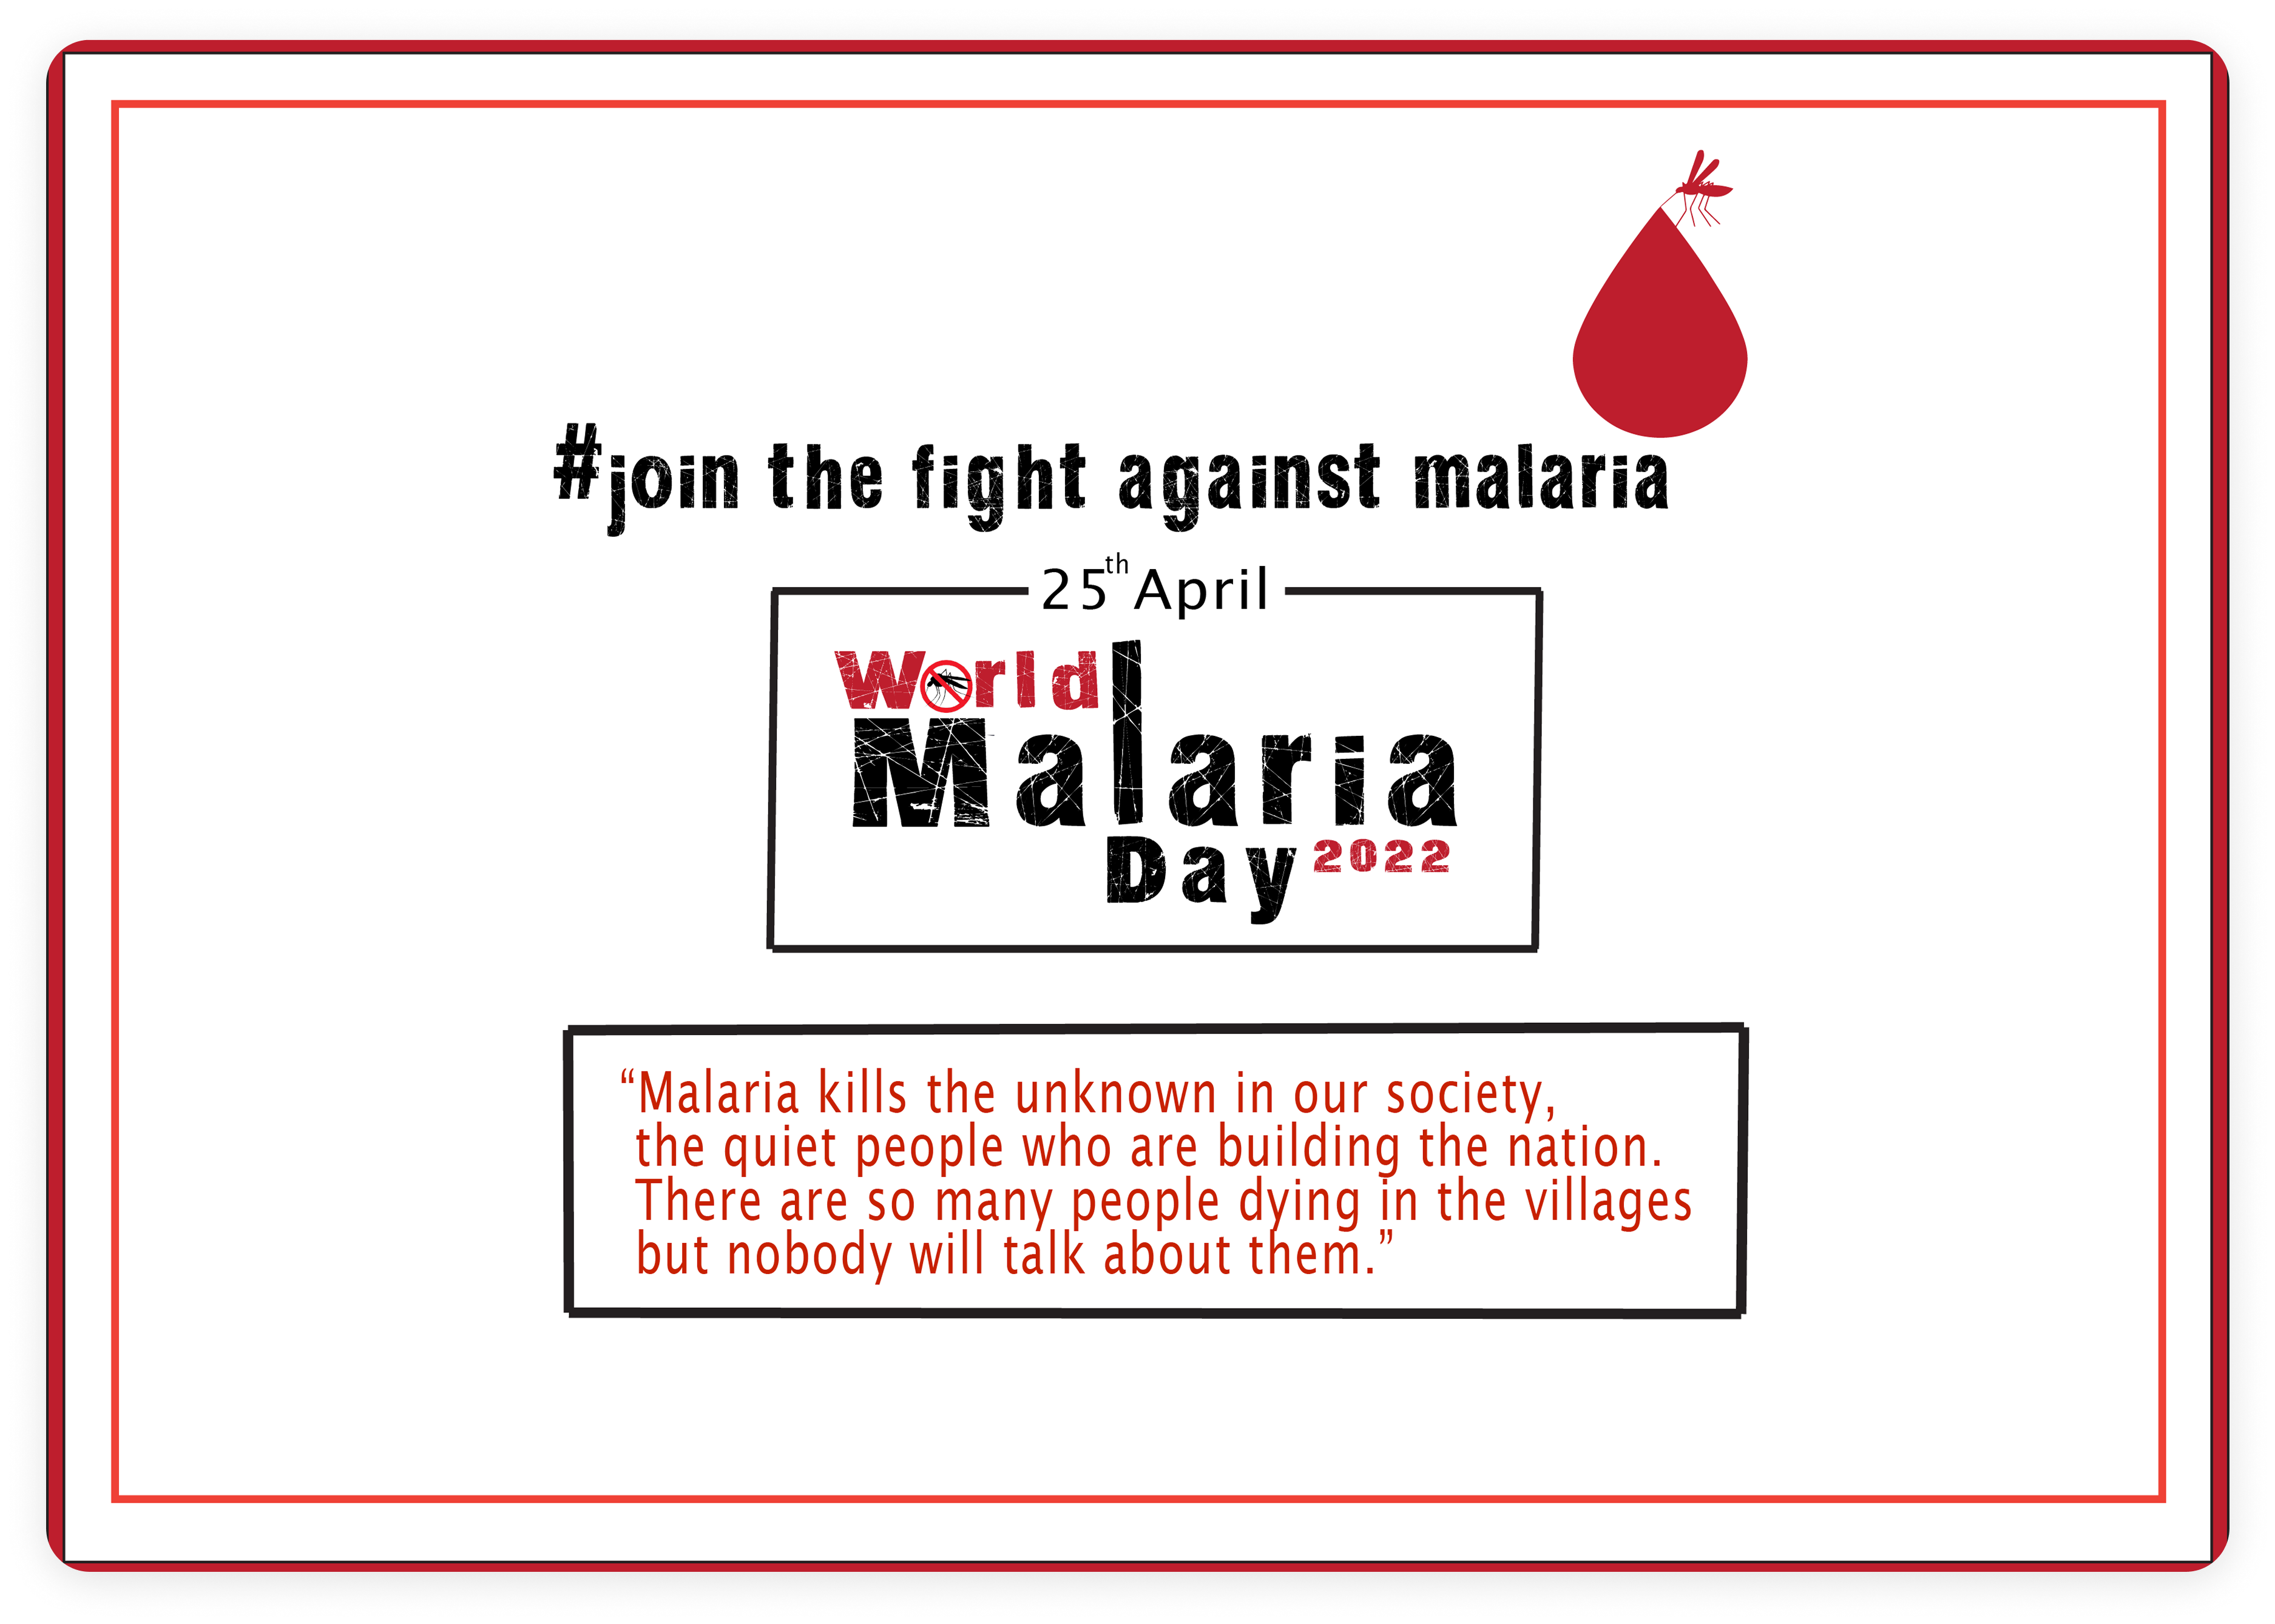 #join the fight against malaria
25th April
World
Malaria
Day 2022
“Malaria kills the unknown in our society,
the quiet people who are building the nation.
There are so many people dying in the villages
but nobody will talk about them.”